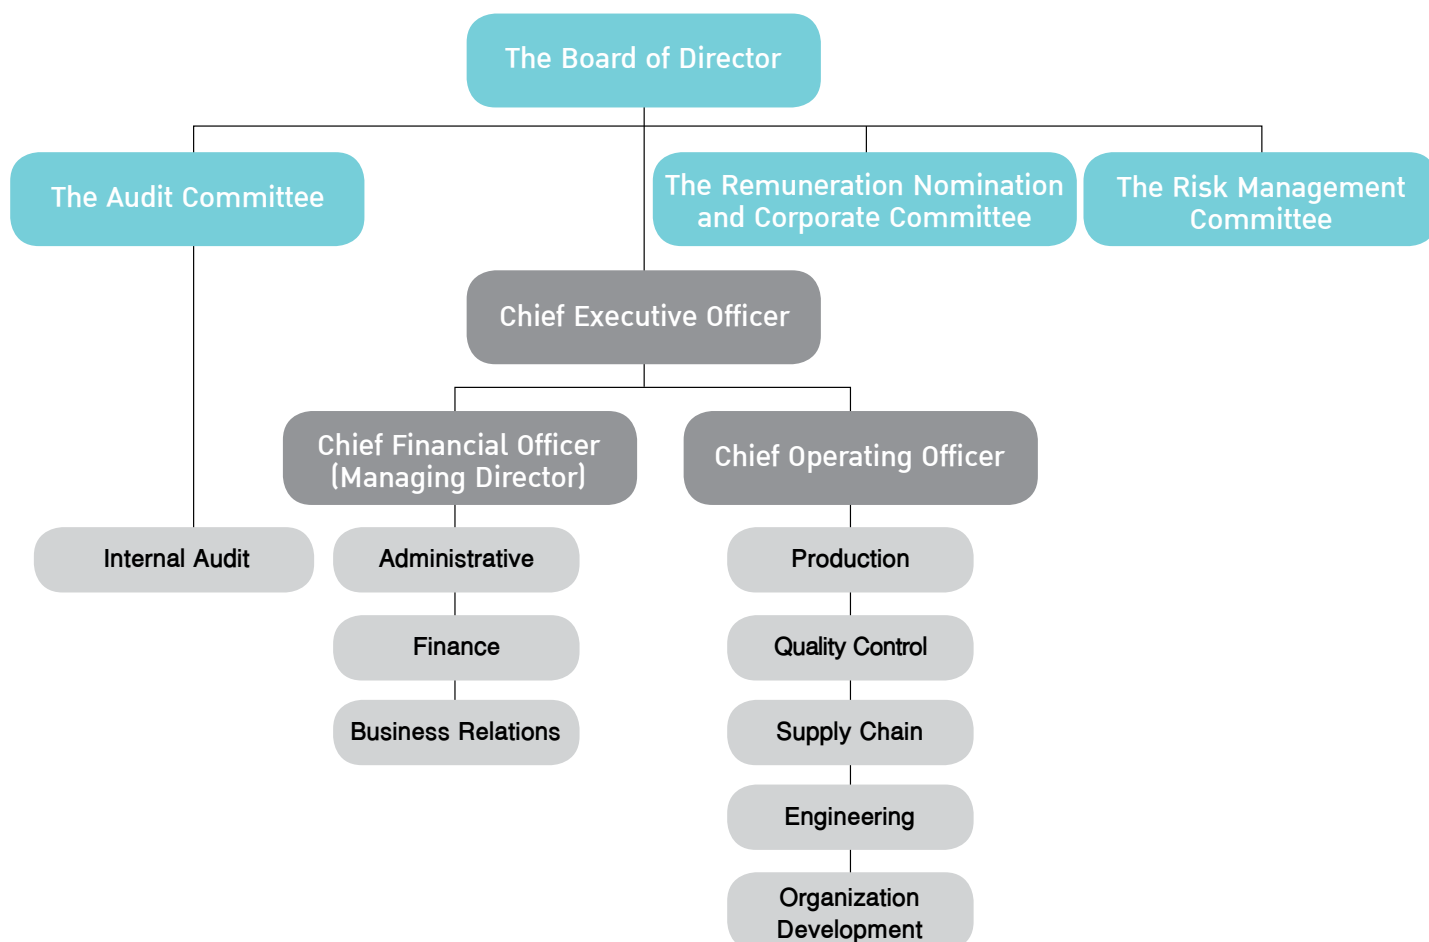 The Board of Director
The Audit Committee
The Remuneration Nomination
and Corporate Committee
The Risk Management
Committee
Chief Executive Officer
Chief Financial Officer
(Managing Director)
Chief Operating Officer
Internal Audit
Administrative
Production
Finance
Quality Control
Business Relations
Supply Chain
Engineering
Organization
Development